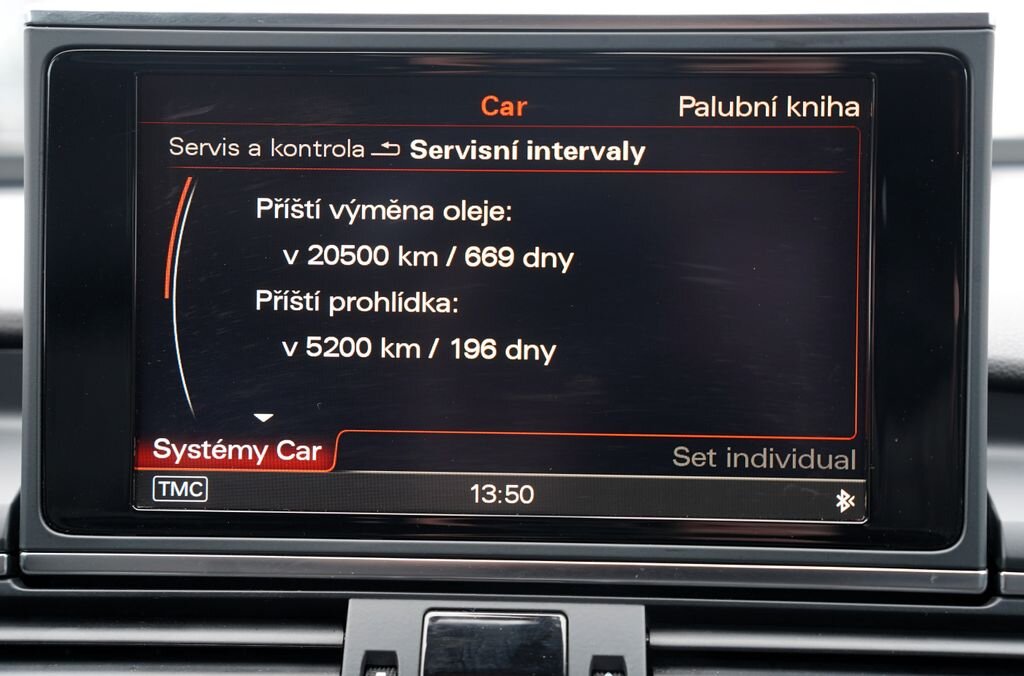 Car
Palubní kniha
Servis a kontrola Servisní intervaly
Příští výměna oleje:
v 20500 km / 669 dny
Příští prohlídka:
v 5200 km / 196 dny
Systémy Car
Set individual
TMC
13:50